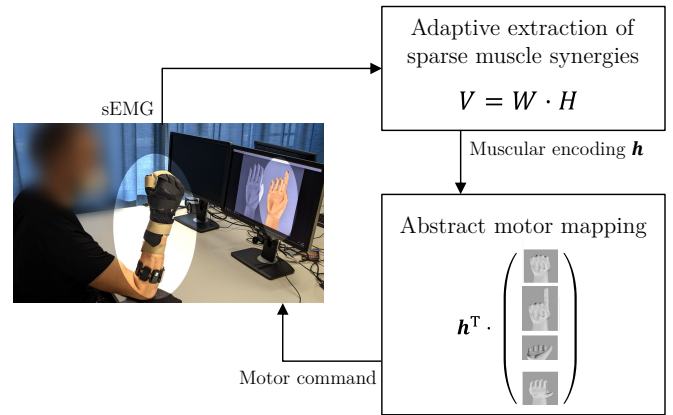 Adaptive extraction of
sparse muscle synergies
V = W · H
sEMG
Muscular encoding h
Abstract motor mapping
hᵀ ·
Motor command